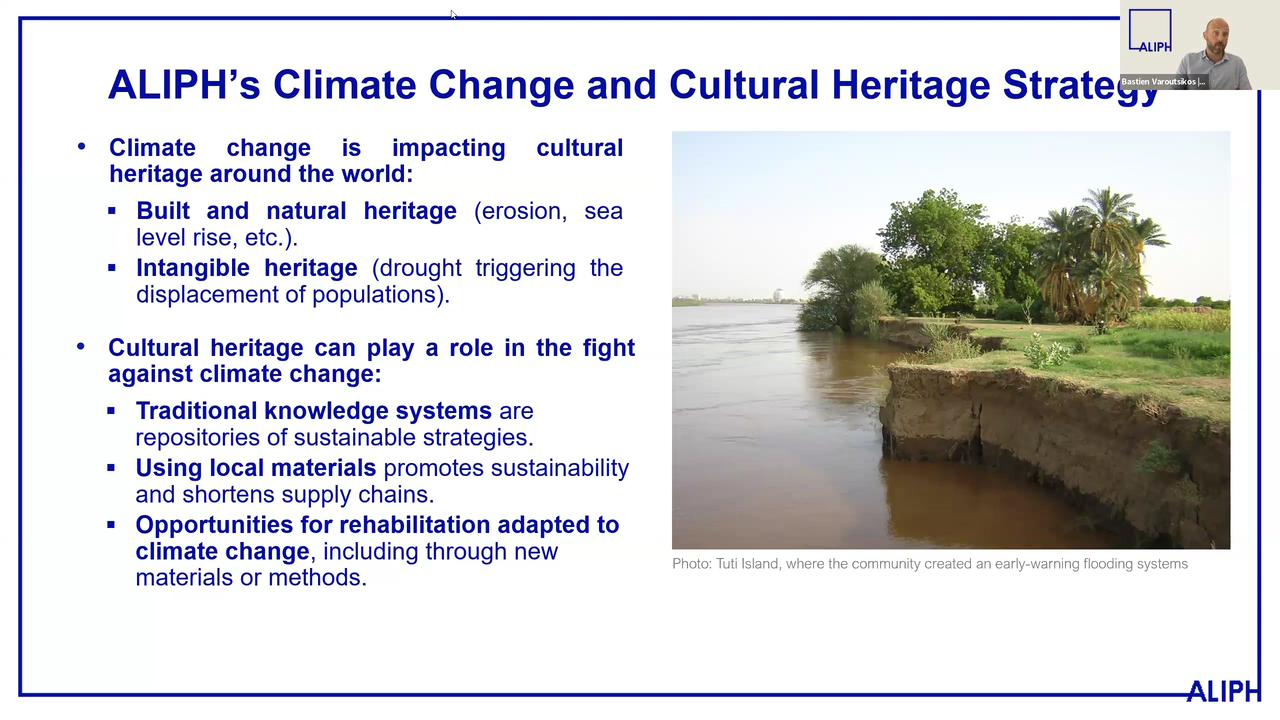 ALIPH
Bastien Varoutsikos |...
ALIPH's Climate Change and Cultural Heritage Strategy
• Climate change is impacting cultural
heritage around the world:
▪ Built and natural heritage (erosion, sea
level rise, etc.).
▪ Intangible heritage (drought triggering the
displacement of populations).
• Cultural heritage can play a role in the fight
against climate change:
▪ Traditional knowledge systems are
repositories of sustainable strategies.
▪ Using local materials promotes sustainability
and shortens supply chains.
▪ Opportunities for rehabilitation adapted to
climate change, including through new
materials or methods.
Photo: Tuti Island, where the community created an early-warning flooding systems
ALIPH